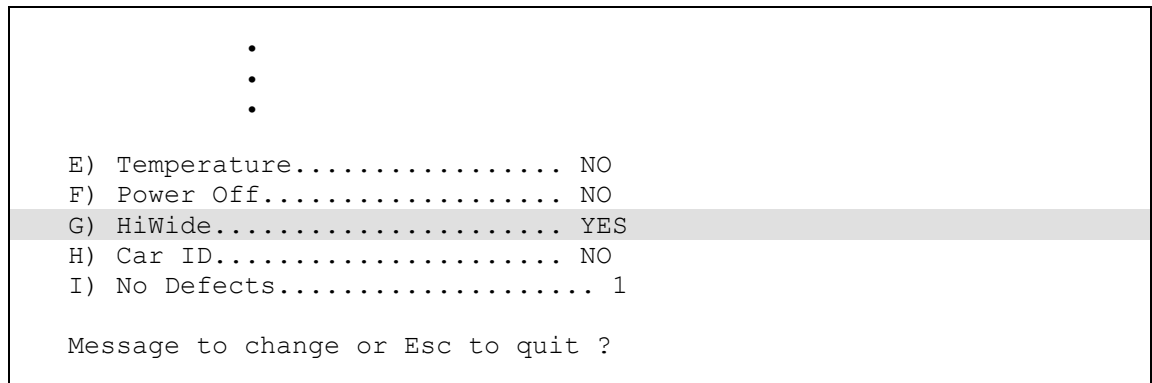 •
•
•
E) Temperature................. NO
F) Power Off................... NO
G) HiWide...................... YES
H) Car ID...................... NO
I) No Defects.................... 1
Message to change or Esc to quit ?